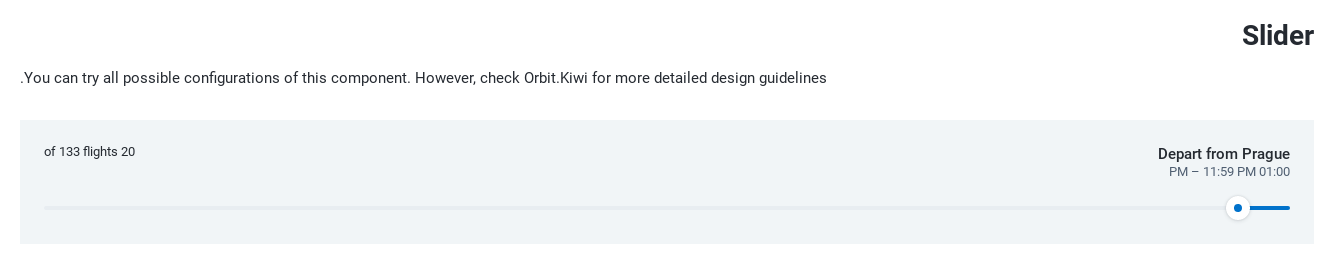 Slider
.You can try all possible configurations of this component. However, check Orbit.Kiwi for more detailed design guidelines
Depart from Prague
PM – 11:59 PM 01:00
of 133 flights 20